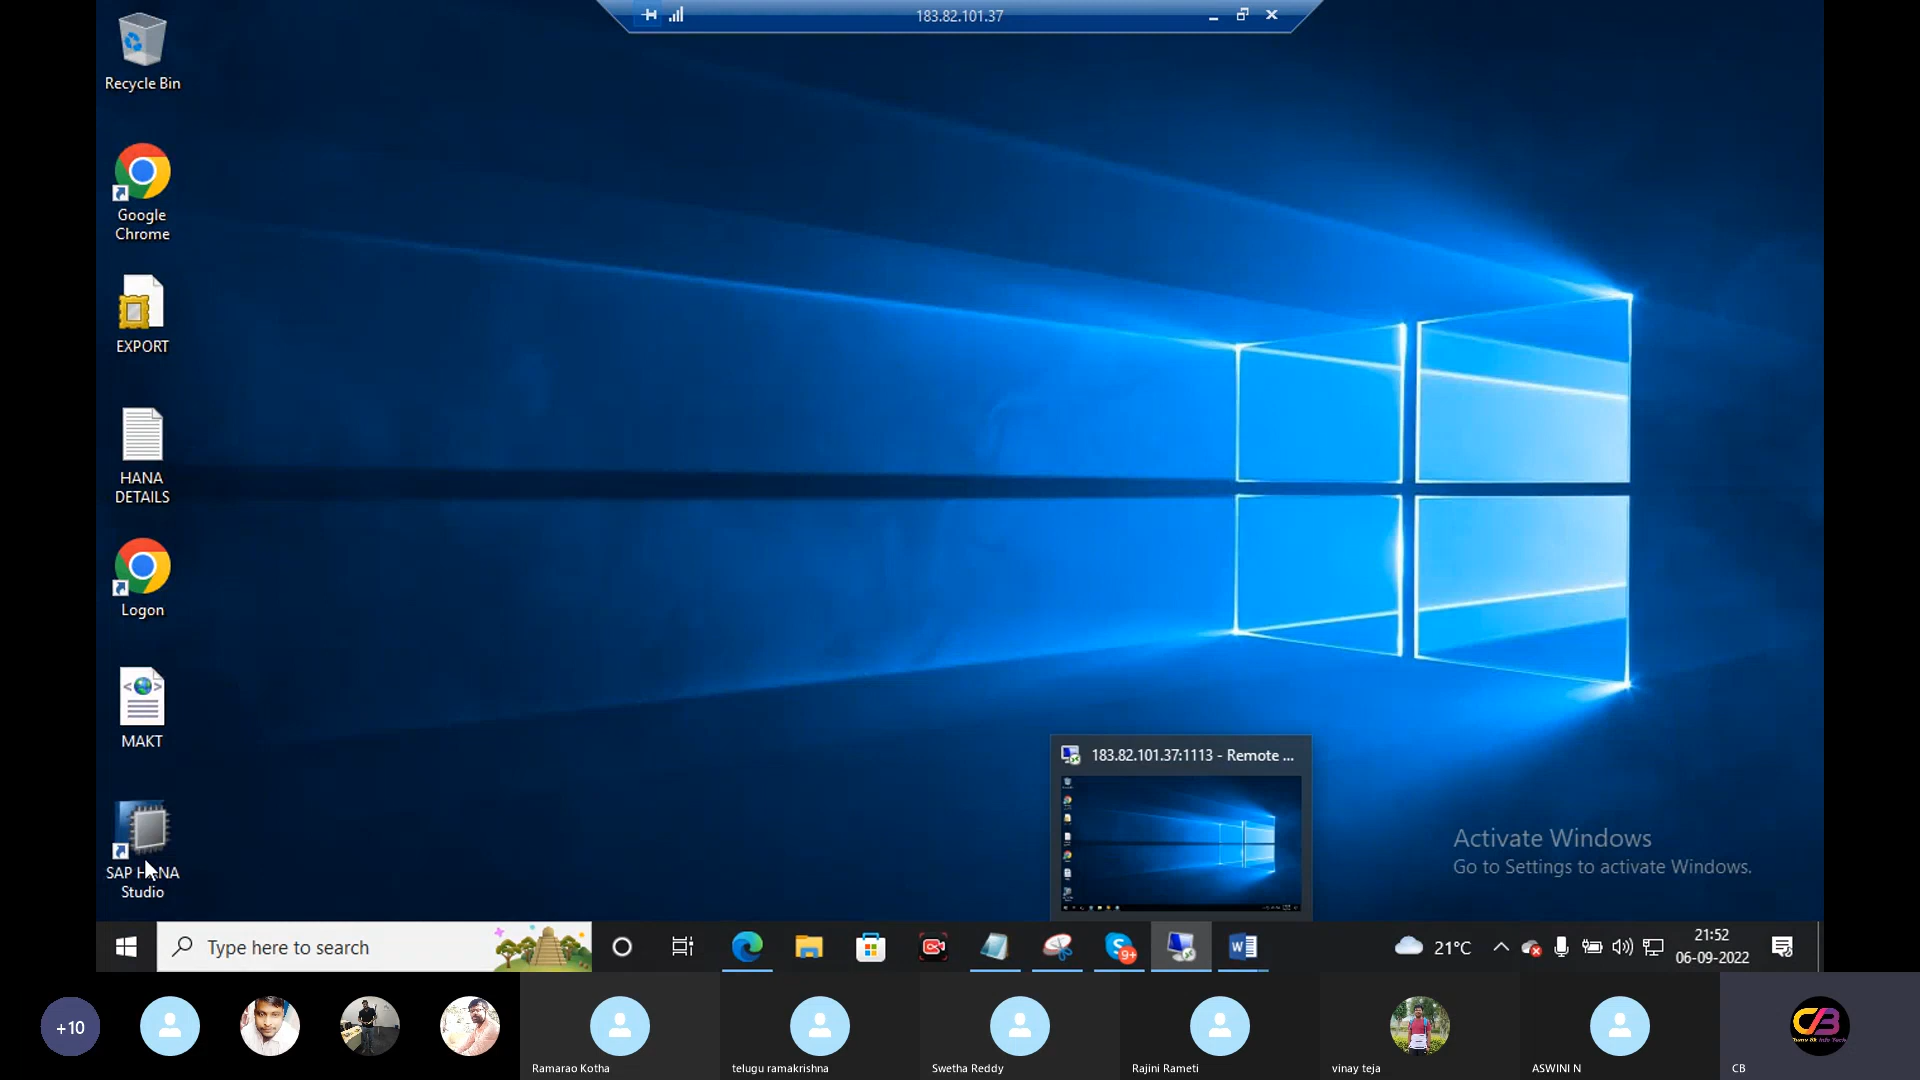 183.82.101.37
Recycle Bin
Google
Chrome
EXPORT
HANA
DETAILS
Logon
MAKT
SAP HANA
Studio
183.82.101.37:1113 - Remote ...
Activate Windows
Go to Settings to activate Windows.
Type here to search
9+
21°C
21:52
06-09-2022
+10
Ramarao Kotha
telugu ramakrishna
Swetha Reddy
Rajini Rameti
vinay teja
ASWINI N
CB